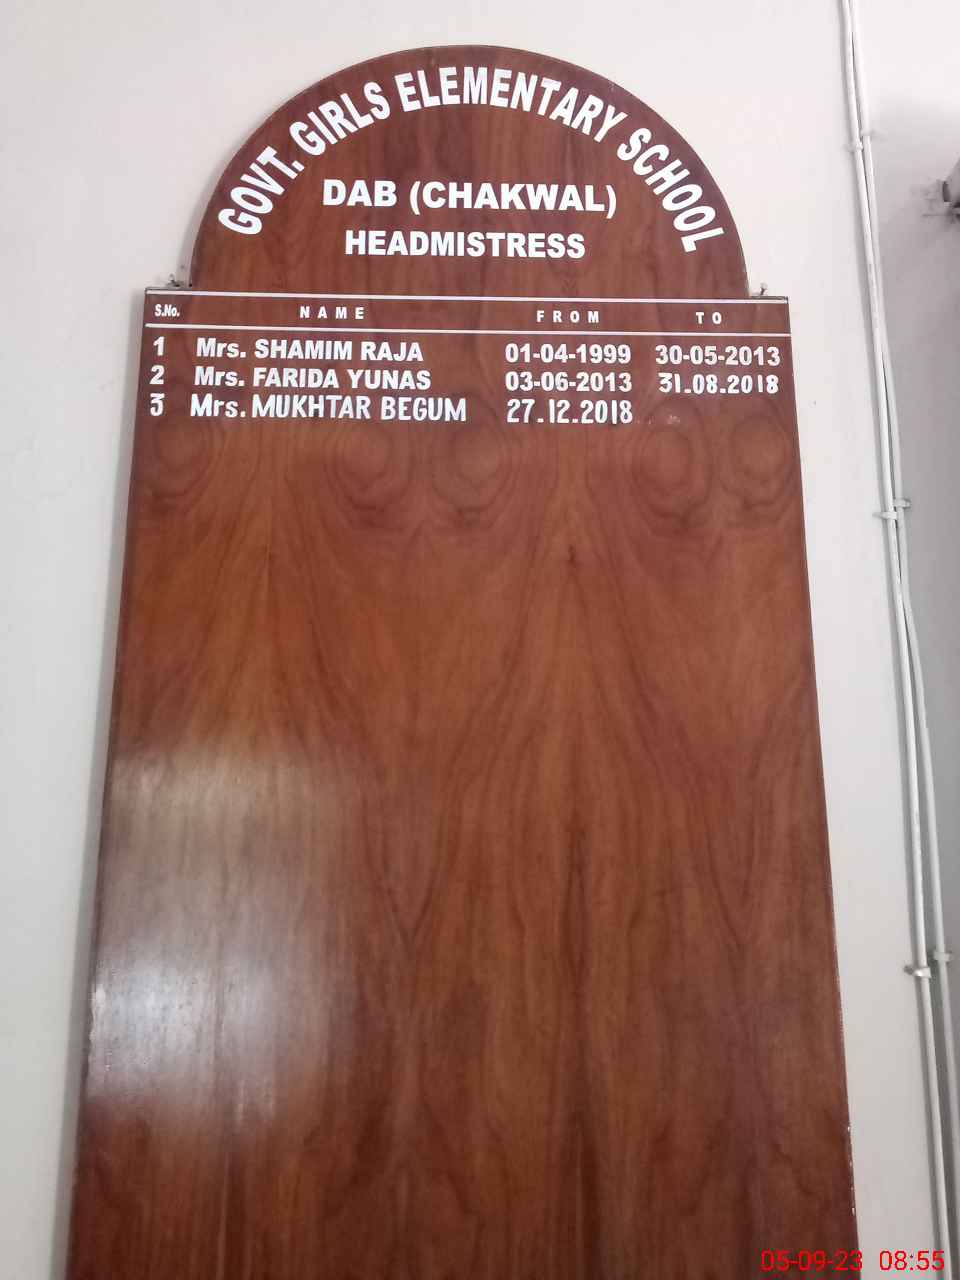 GOVT. GIRLS ELEMENTARY SCHOOL
DAB (CHAKWAL)
HEADMISTRESS
S.No. NAME FROM TO
1 Mrs. SHAMIM RAJA 01-04-1999 30-05-2013
2 Mrs. FARIDA YUNAS 03-06-2013 31.08.2018
3 Mrs. MUKHTAR BEGUM 27.12.2018
05-09-23 08:55